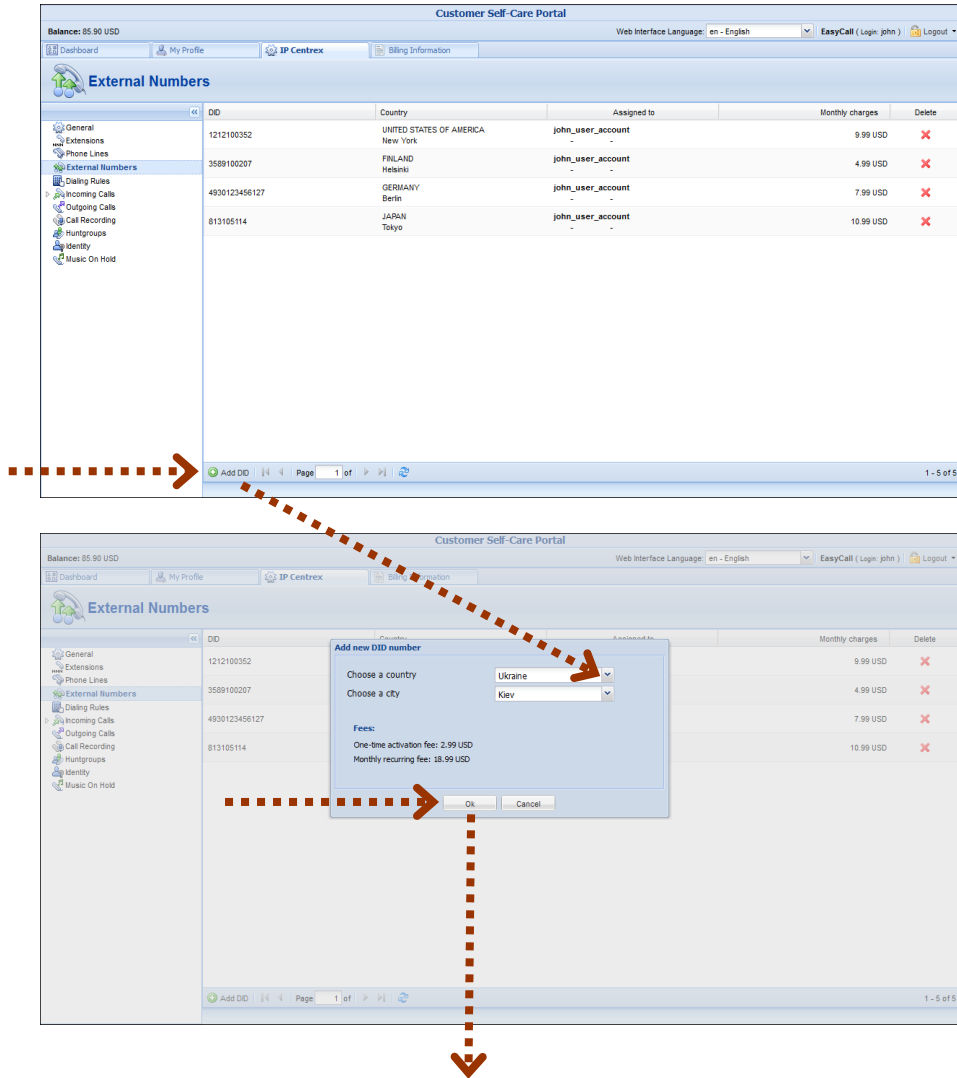 Customer Self-Care Portal
Balance: 85.90 USD Web Interface Language: en - English EasyCall ( Login: john ) Logout
Dashboard My Profile IP Centrex Billing Information
External Numbers
DID Country Assigned to Monthly charges Delete
General
Extensions
Phone Lines
External Numbers
Dialing Rules
Incoming Calls
Outgoing Calls
Call Recording
Huntgroups
Identity
Music On Hold
1212100352 UNITED STATES OF AMERICA john_user_account 9.99 USD
New York - -
3589100207 FINLAND john_user_account 4.99 USD
Helsinki - -
4930123456127 GERMANY john_user_account 7.99 USD
Berlin - -
813105114 JAPAN john_user_account 10.99 USD
Tokyo - -
Add DID Page 1 of 1 - 5 of 5
Customer Self-Care Portal
Balance: 85.90 USD Web Interface Language: en - English EasyCall ( Login: john ) Logout
Dashboard My Profile IP Centrex Billing Information
External Numbers
DID Country Assigned to Monthly charges Delete
General
Extensions
Phone Lines
External Numbers
Dialing Rules
Incoming Calls
Outgoing Calls
Call Recording
Huntgroups
Identity
Music On Hold
1212100352 9.99 USD
3589100207 4.99 USD
4930123456127 7.99 USD
813105114 10.99 USD
Add new DID number
Choose a country Ukraine
Choose a city Kiev
Fees:
One-time activation fee: 2.99 USD
Monthly recurring fee: 18.99 USD
Ok Cancel
Add DID Page 1 of 1 - 5 of 5